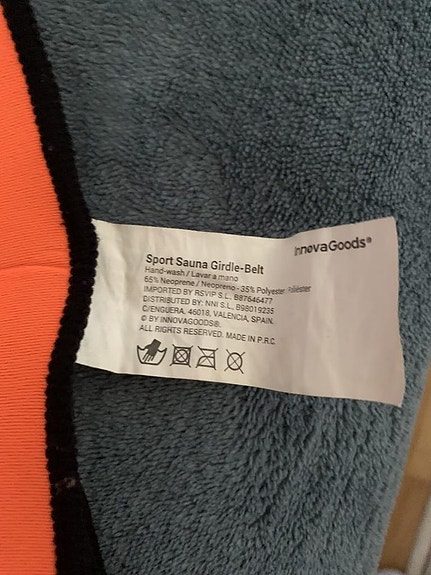 InnovaGoods®
Sport Sauna Girdle-Belt
Hand-wash / Lavar a mano
65% Neoprene / Neopreno - 35% Polyester Poliéster
IMPORTED BY RSVIP S.L., B87646477
DISTRIBUTED BY: NNI S.L., B98019235
C/ENGUERA, 46018, VALENCIA, SPAIN.
© BY INNOVAGOODS®.
ALL RIGHTS RESERVED. MADE IN P.R.C.